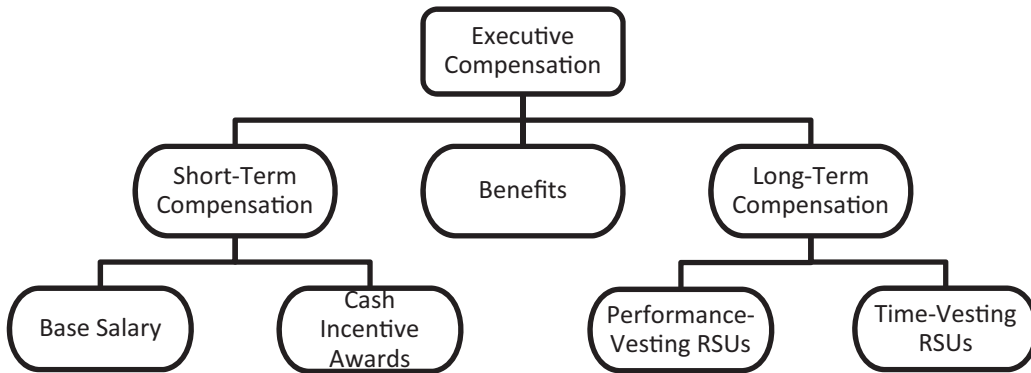 Executive
Compensation
Short-Term
Compensation
Benefits
Long-Term
Compensation
Base Salary
Cash
Incentive
Awards
Performance-
Vesting RSUs
Time-Vesting
RSUs